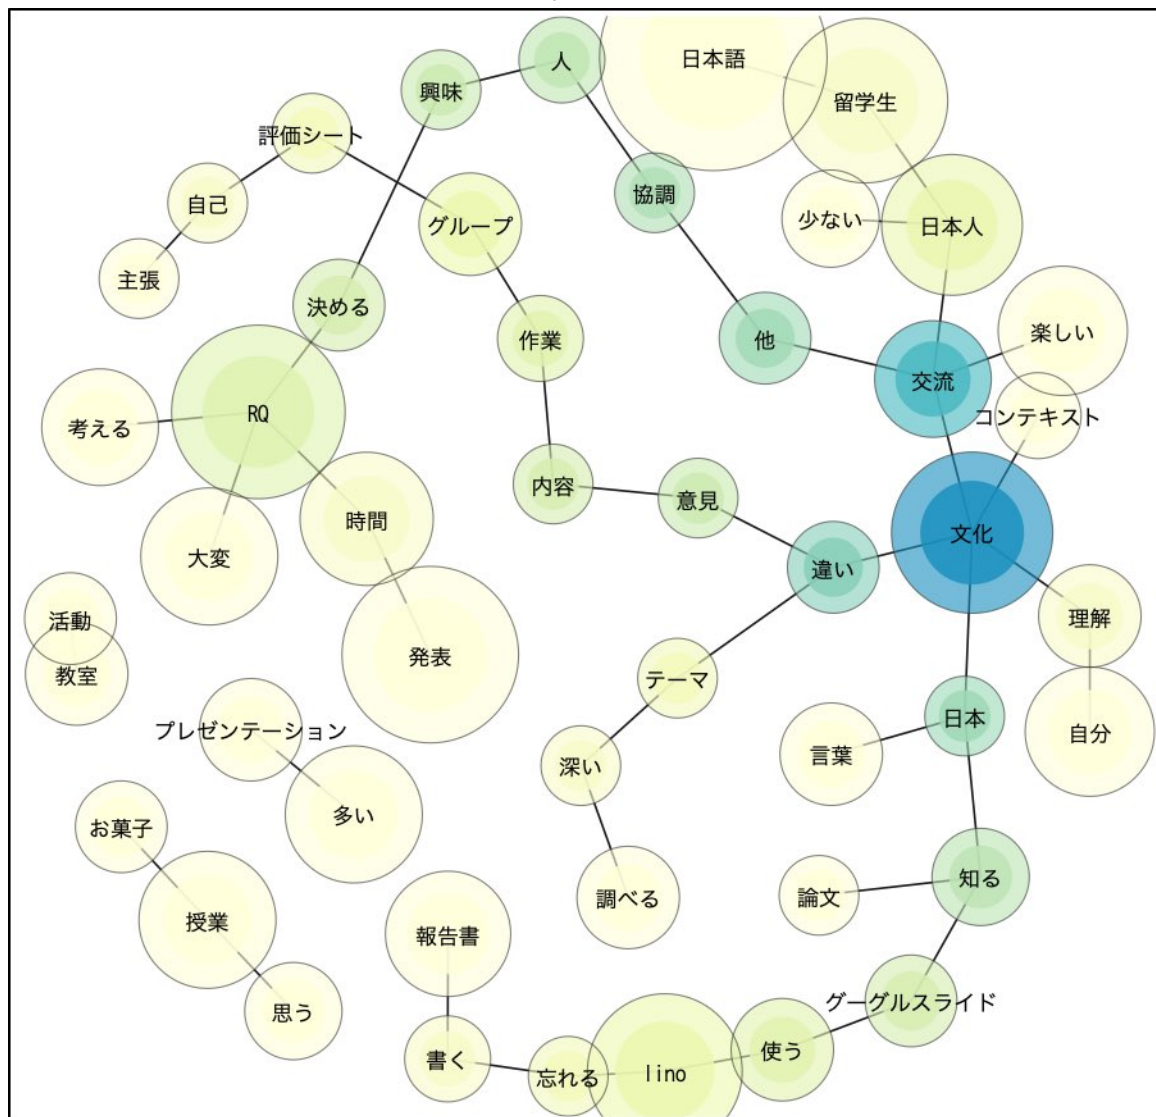 日本語
人
興味
留学生
評価シート
協調
自己
少ない
日本人
グループ
主張
決める
楽しい
作業
他
交流
RQ
コンテキスト
考える
内容
意見
時間
文化
大変
違い
活動
理解
発表
教室
テーマ
日本
プレゼンテーション
自分
言葉
深い
多い
お菓子
知る
論文
調べる
授業
報告書
グーグルスライド
思う
使う
書く
lino
忘れる